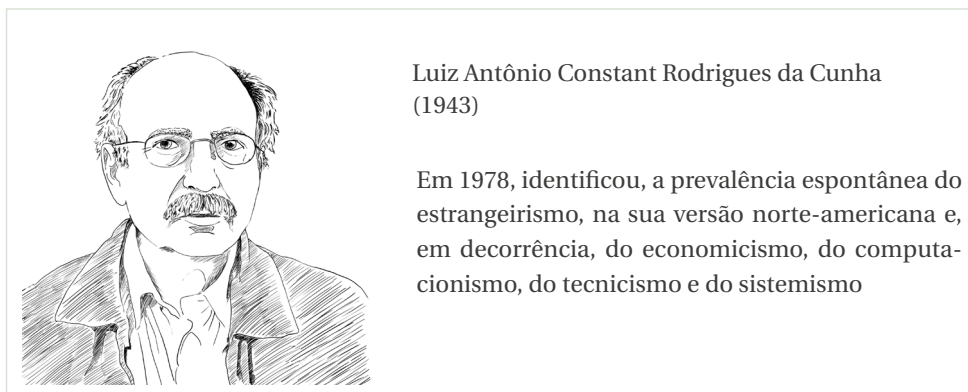 Luiz Antônio Constant Rodrigues da Cunha
(1943)
Em 1978, identificou, a prevalência espontânea do
estrangeirismo, na sua versão norte-americana e,
em decorrência, do economicismo, do computa-
cionismo, do tecnicismo e do sistemismo